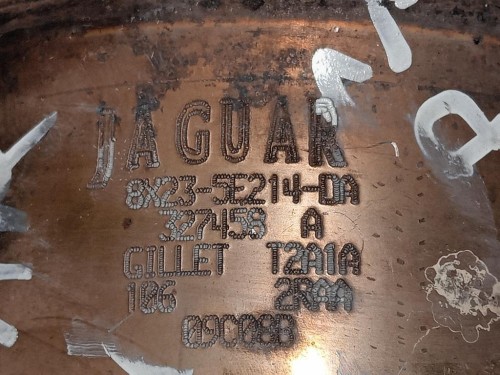 JAGUAR
8X23-5E214-DA
327458 A
GILLET T2A1A
106 2RAA
09C08B